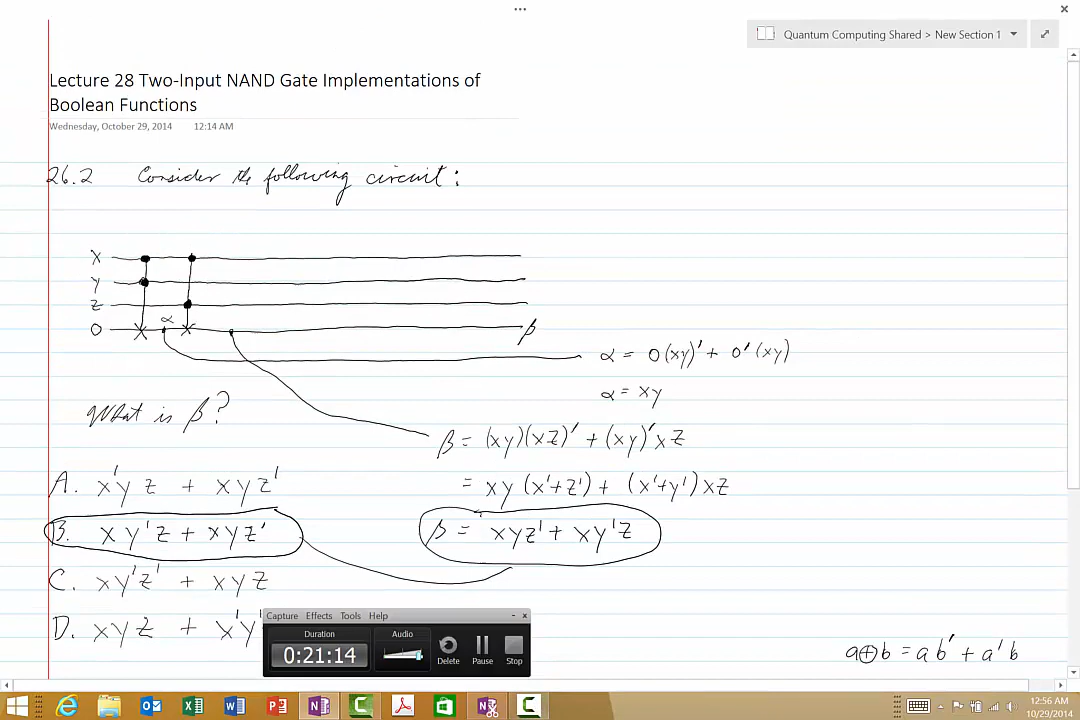 ...
Quantum Computing Shared > New Section 1
Lecture 28 Two-Input NAND Gate Implementations of
Boolean Functions
Wednesday, October 29, 2014 12:14 AM
26.2 Consider the following circuit:
X
Y
Z
0 α β
α = 0(xy)' + 0'(xy)
α = xy
What is β?
β = (xy)(xz)' + (xy)'xz
A. x'yz + xyz'
= xy(x'+z') + (x'+y')xz
B. xy'z + xyz'
β = xyz' + xy'z
C. xy'z' + xyz
D. xyz + x'y'
Capture Effects Tools Help
Duration Audio
0:21:14 Delete Pause Stop
a⊕b = ab' + a'b
12:56 AM
10/29/2014